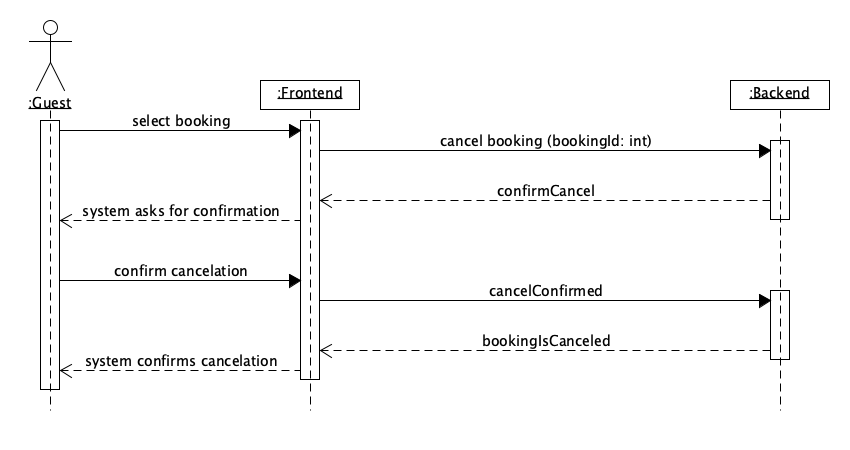 :Guest
:Frontend
:Backend
select booking
cancel booking (bookingId: int)
confirmCancel
system asks for confirmation
confirm cancelation
cancelConfirmed
bookingIsCanceled
system confirms cancelation